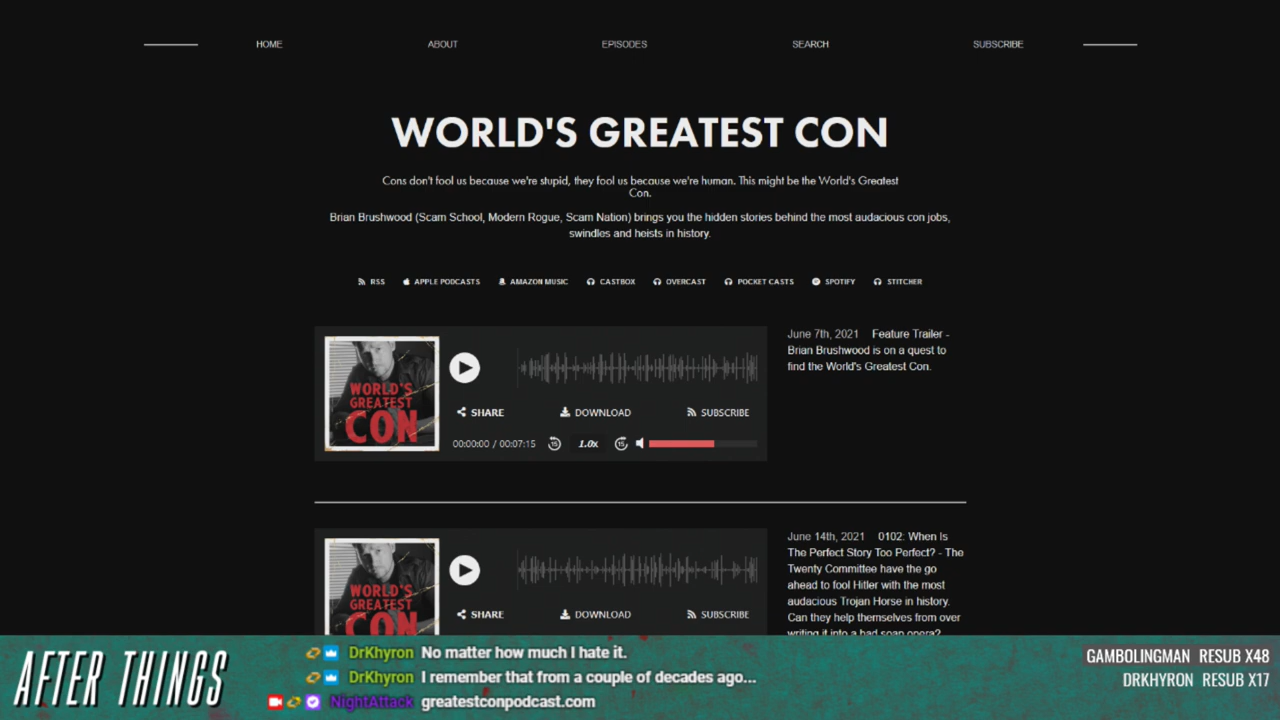 HOME ABOUT EPISODES SEARCH SUBSCRIBE
WORLD'S GREATEST CON
Cons don't fool us because we're stupid, they fool us because we're human. This might be the World's Greatest
Con.
Brian Brushwood (Scam School, Modern Rogue, Scam Nation) brings you the hidden stories behind the most audacious con jobs,
swindles and heists in history.
RSS APPLE PODCASTS AMAZON MUSIC CASTBOX OVERCAST POCKET CASTS SPOTIFY STITCHER
WORLD'S
GREATEST
CON
SHARE DOWNLOAD SUBSCRIBE
00:00:00 / 00:07:15 15 1.0x 15
June 7th, 2021 Feature Trailer -
Brian Brushwood is on a quest to
find the World's Greatest Con.
WORLD'S
GREATEST
CON
SHARE DOWNLOAD SUBSCRIBE
June 14th, 2021 0102: When Is
The Perfect Story Too Perfect? - The
Twenty Committee have the go
ahead to fool Hitler with the most
audacious Trojan Horse in history.
Can they help themselves from over
writing it into a bad soap opera?
AFTER THINGS
DrKhyron No matter how much I hate it.
DrKhyron I remember that from a couple of decades ago...
NightAttack greatestconpodcast.com
GAMBOLINGMAN RESUB X48
DRKHYRON RESUB X17